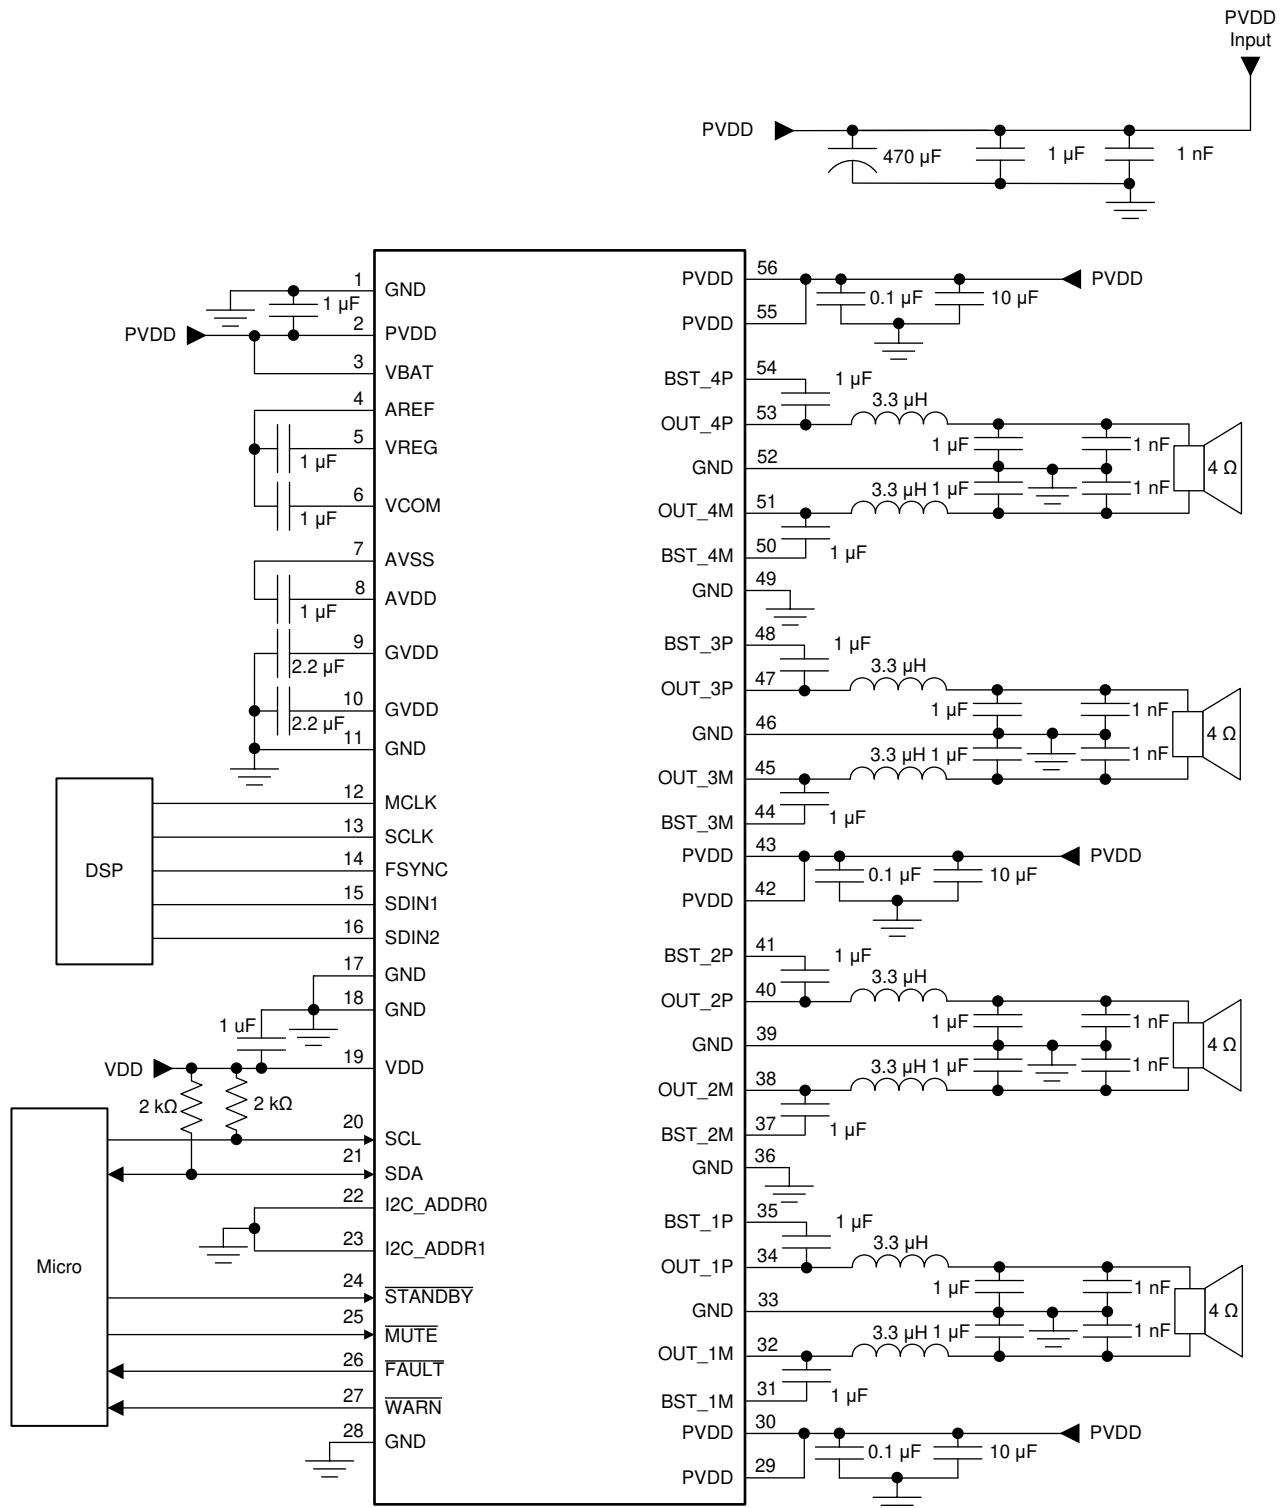 PVDD
Input
PVDD
470 µF
1 µF
1 nF
1
GND
1 µF
PVDD
2
PVDD
3
VBAT
4
AREF
5
VREG
1 µF
6
VCOM
1 µF
7
AVSS
8
AVDD
1 µF
9
GVDD
2.2 µF
10
GVDD
2.2 µF
11
GND
DSP
12
MCLK
13
SCLK
14
FSYNC
15
SDIN1
16
SDIN2
17
GND
18
GND
1 uF
VDD
19
VDD
2 kΩ
2 kΩ
Micro
20
SCL
21
SDA
22
I2C_ADDR0
23
I2C_ADDR1
24
STANDBY
25
MUTE
26
FAULT
27
WARN
28
GND
PVDD
56
PVDD
0.1 µF
10 µF
PVDD
55
BST_4P
54
1 µF
3.3 µH
OUT_4P
53
1 µF
1 nF
GND
52
4 Ω
3.3 µH
1 µF
1 nF
OUT_4M
51
BST_4M
50
1 µF
GND
49
BST_3P
48
1 µF
3.3 µH
OUT_3P
47
1 µF
1 nF
GND
46
4 Ω
3.3 µH
1 µF
1 nF
OUT_3M
45
BST_3M
44
1 µF
PVDD
43
PVDD
0.1 µF
10 µF
PVDD
42
BST_2P
41
1 µF
3.3 µH
OUT_2P
40
1 µF
1 nF
GND
39
4 Ω
3.3 µH
1 µF
1 nF
OUT_2M
38
BST_2M
37
1 µF
GND
36
BST_1P
35
1 µF
3.3 µH
OUT_1P
34
1 µF
1 nF
GND
33
4 Ω
3.3 µH
1 µF
1 nF
OUT_1M
32
BST_1M
31
1 µF
PVDD
30
PVDD
0.1 µF
10 µF
PVDD
29